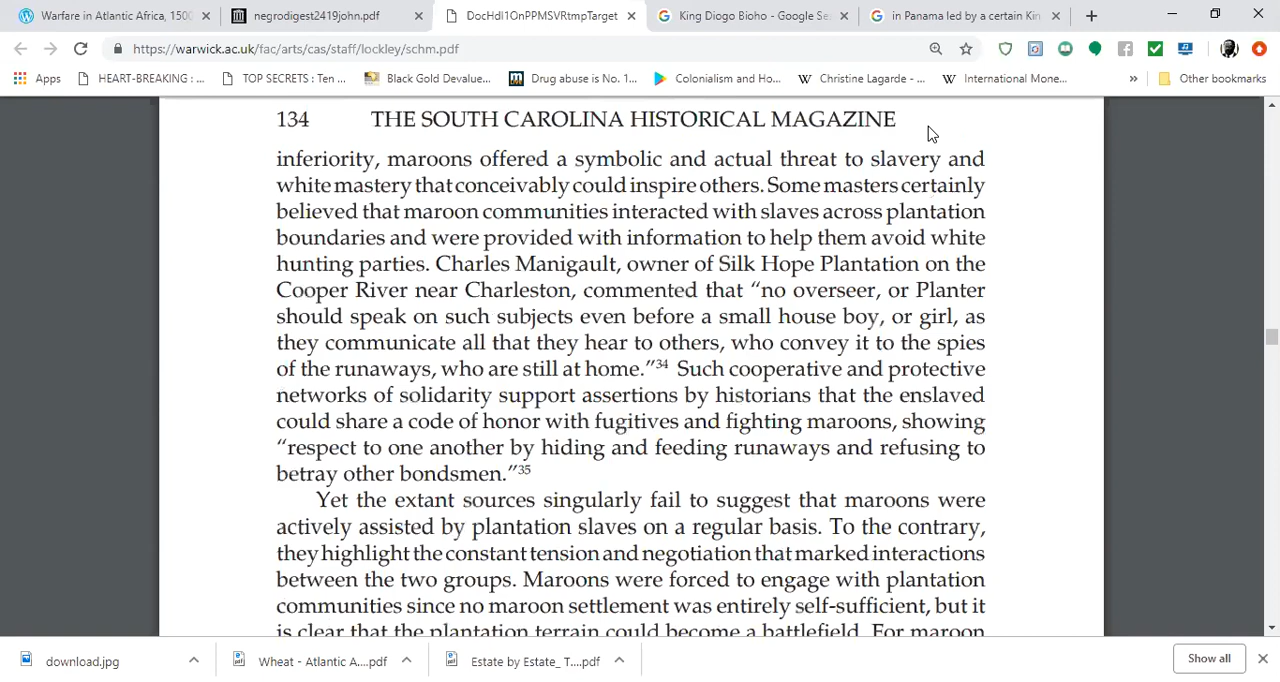 Warfare in Atlantic Africa, 1500
negrodigest2419john.pdf
DocHdl1OnPPMSVRtmpTarget
King Diogo Bioho - Google Se
in Panama led by a certain Kin
https://warwick.ac.uk/fac/arts/cas/staff/lockley/schm.pdf
Apps
HEART-BREAKING : ...
TOP SECRETS : Ten ...
Black Gold Devalue...
Drug abuse is No. 1...
Colonialism and Ho...
Christine Lagarde - ...
International Mone...
»
Other bookmarks
134 THE SOUTH CAROLINA HISTORICAL MAGAZINE
inferiority, maroons offered a symbolic and actual threat to slavery and
white mastery that conceivably could inspire others. Some masters certainly
believed that maroon communities interacted with slaves across plantation
boundaries and were provided with information to help them avoid white
hunting parties. Charles Manigault, owner of Silk Hope Plantation on the
Cooper River near Charleston, commented that “no overseer, or Planter
should speak on such subjects even before a small house boy, or girl, as
they communicate all that they hear to others, who convey it to the spies
of the runaways, who are still at home.”34 Such cooperative and protective
networks of solidarity support assertions by historians that the enslaved
could share a code of honor with fugitives and fighting maroons, showing
“respect to one another by hiding and feeding runaways and refusing to
betray other bondsmen.”35
Yet the extant sources singularly fail to suggest that maroons were
actively assisted by plantation slaves on a regular basis. To the contrary,
they highlight the constant tension and negotiation that marked interactions
between the two groups. Maroons were forced to engage with plantation
communities since no maroon settlement was entirely self-sufficient, but it
is clear that the plantation terrain could become a battlefield. For maroon
download.jpg
Wheat - Atlantic A....pdf
Estate by Estate_ T....pdf
Show all